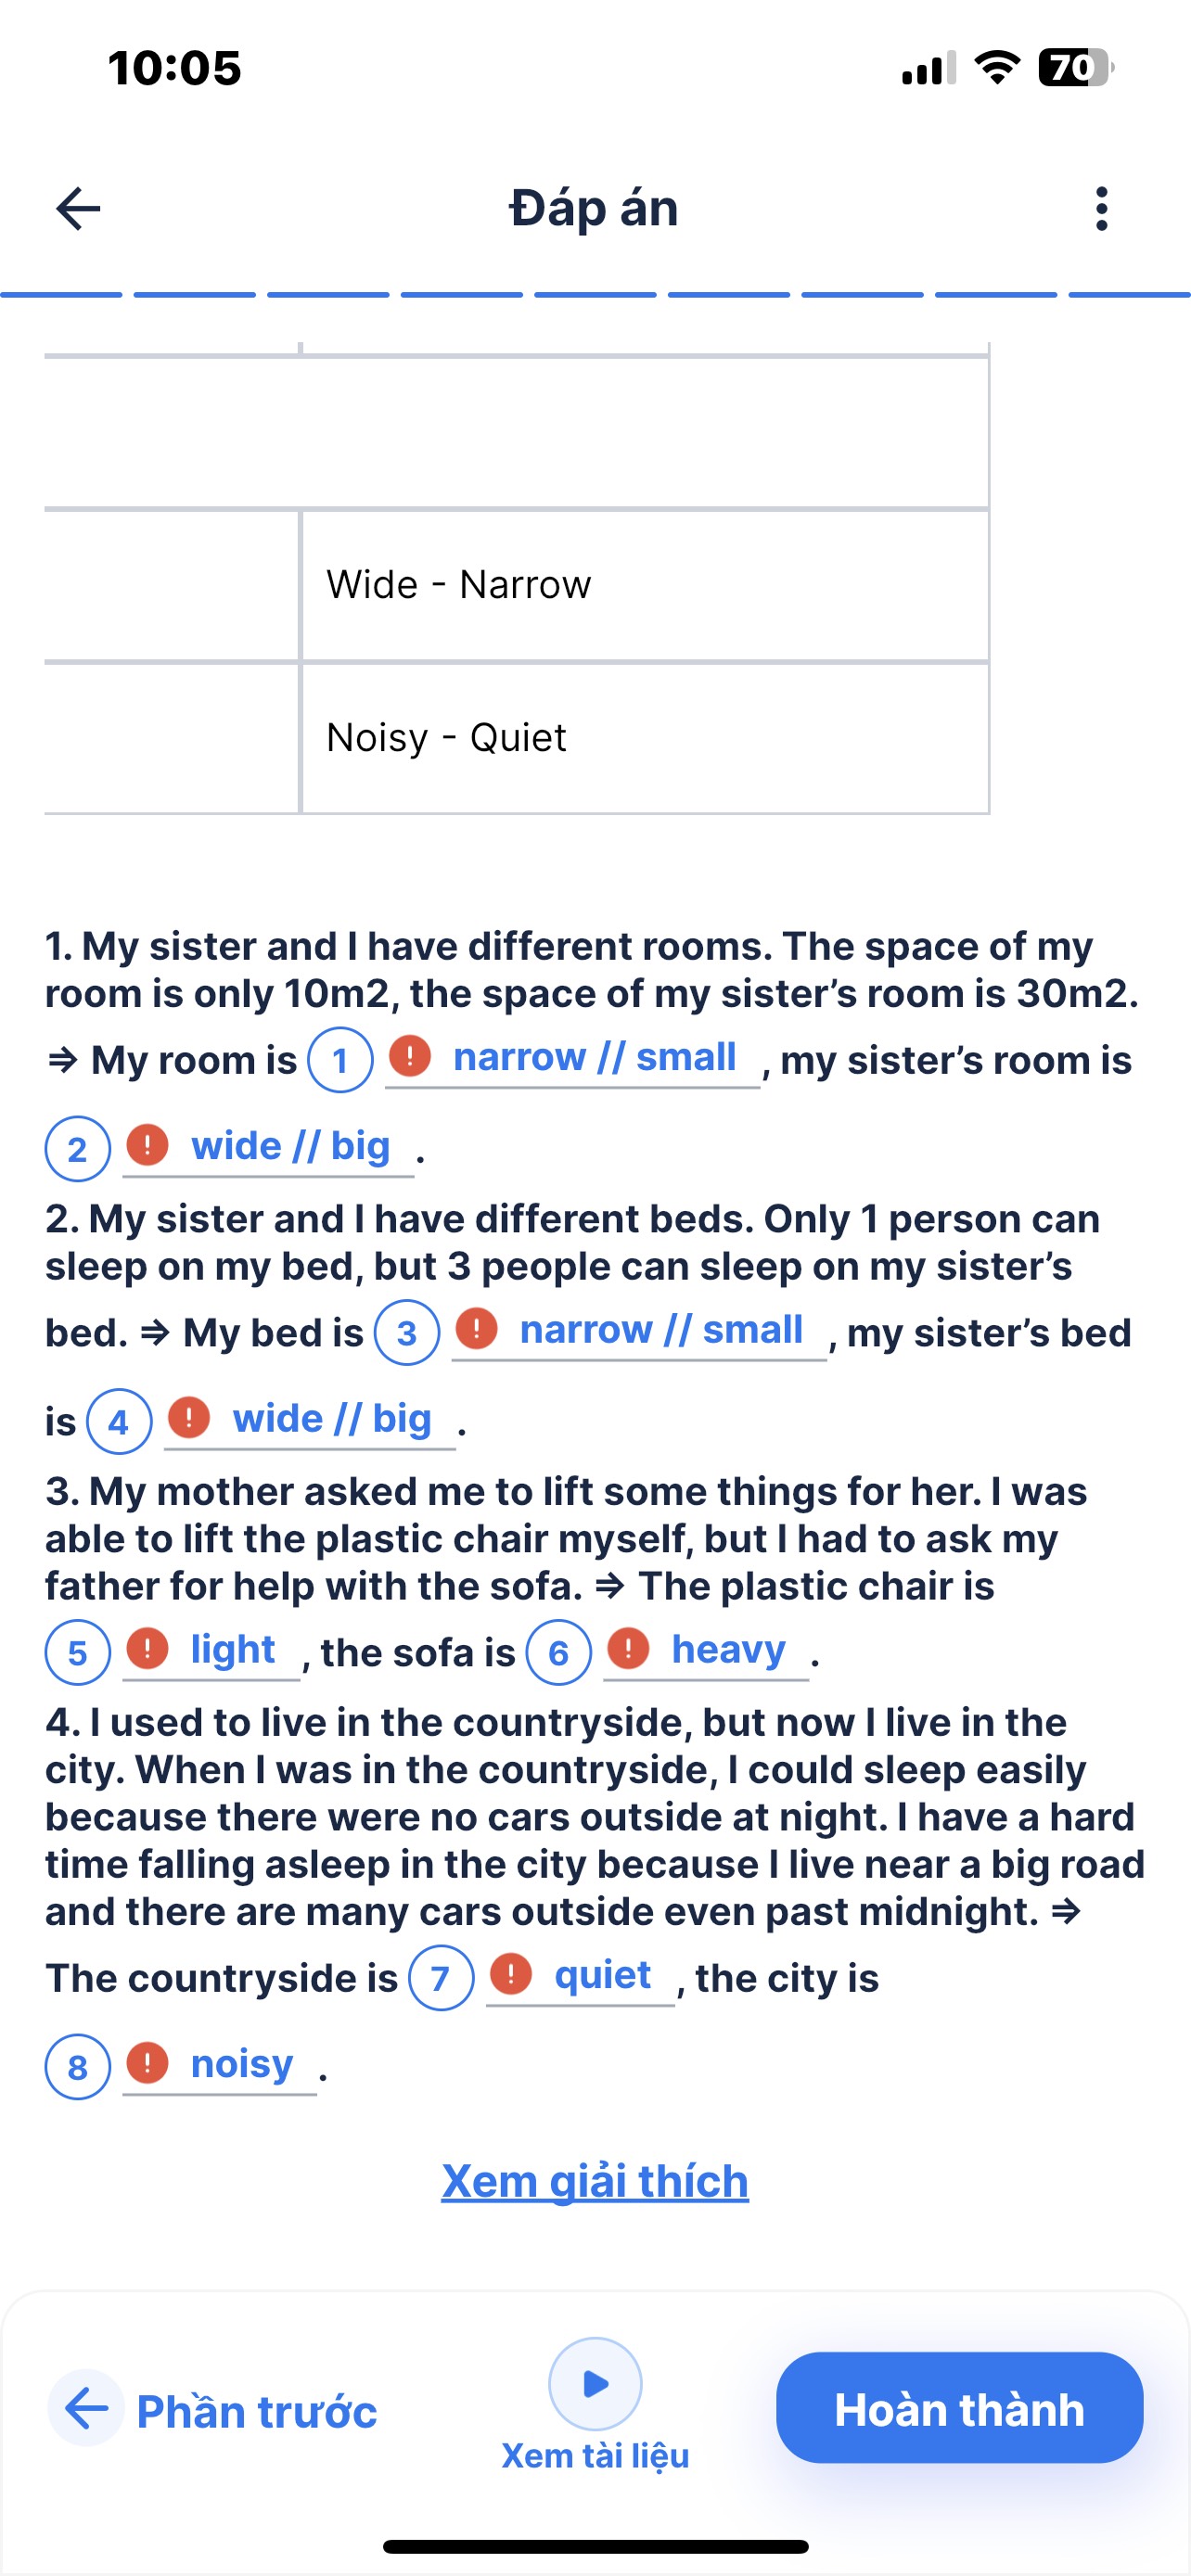 10:05
70
Đáp án
Wide - Narrow
Noisy - Quiet
1. My sister and I have different rooms. The space of my
room is only 10m2, the space of my sister’s room is 30m2.
⇒ My room is 1 ! narrow // small , my sister’s room is
2 ! wide // big .
2. My sister and I have different beds. Only 1 person can
sleep on my bed, but 3 people can sleep on my sister’s
bed. ⇒ My bed is 3 ! narrow // small , my sister’s bed
is 4 ! wide // big .
3. My mother asked me to lift some things for her. I was
able to lift the plastic chair myself, but I had to ask my
father for help with the sofa. ⇒ The plastic chair is
5 ! light , the sofa is 6 ! heavy .
4. I used to live in the countryside, but now I live in the
city. When I was in the countryside, I could sleep easily
because there were no cars outside at night. I have a hard
time falling asleep in the city because I live near a big road
and there are many cars outside even past midnight. ⇒
The countryside is 7 ! quiet , the city is
8 ! noisy .
Xem giải thích
Phần trước
Xem tài liệu
Hoàn thành